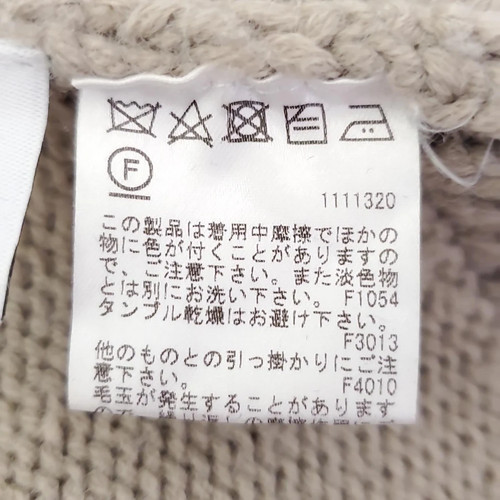 F
1111320
この製品は着用中摩擦でほかの
物に色が付くことがありますの
で、ご注意下さい。また淡色物
とは別にお洗い下さい。 F1054
タンブル乾燥はお避け下さい。
F3013
他のものとの引っ掛かりにご注
意下さい。
F4010
毛玉が発生することがあります